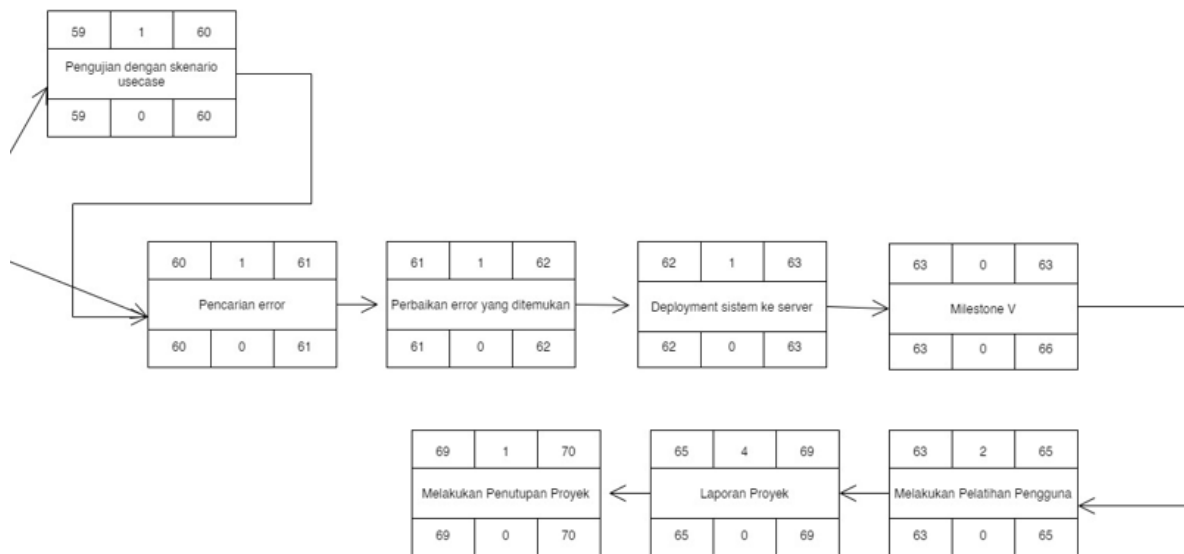 59 1 60
Pengujian dengan skenario
usecase
59 0 60
60 1 61
Pencarian error
60 0 61
61 1 62
Perbaikan error yang ditemukan
61 0 62
62 1 63
Deployment sistem ke server
62 0 63
63 0 63
Milestone V
63 0 66
69 1 70
Melakukan Penutupan Proyek
69 0 70
65 4 69
Laporan Proyek
65 0 69
63 2 65
Melakukan Pelatihan Pengguna
63 0 65